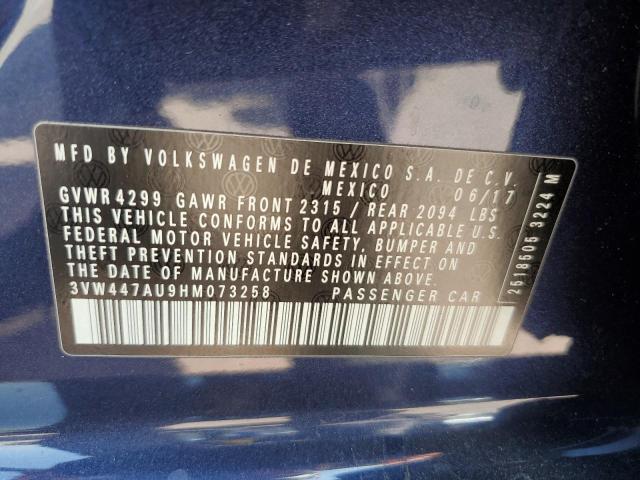 MFD BY VOLKSWAGEN DE MEXICO S.A. DE C.V.
MEXICO 06/17
GVWR 4299 GAWR FRONT 2315 / REAR 2094 LBS
THIS VEHICLE CONFORMS TO ALL APPLICABLE U.S.
FEDERAL MOTOR VEHICLE SAFETY, BUMPER AND
THEFT PREVENTION STANDARDS IN EFFECT ON
THE DATE OF MANUFACTURE SHOWN ABOVE.
3VW447AU9HM073258 PASSENGER CAR
2518505 3224 M